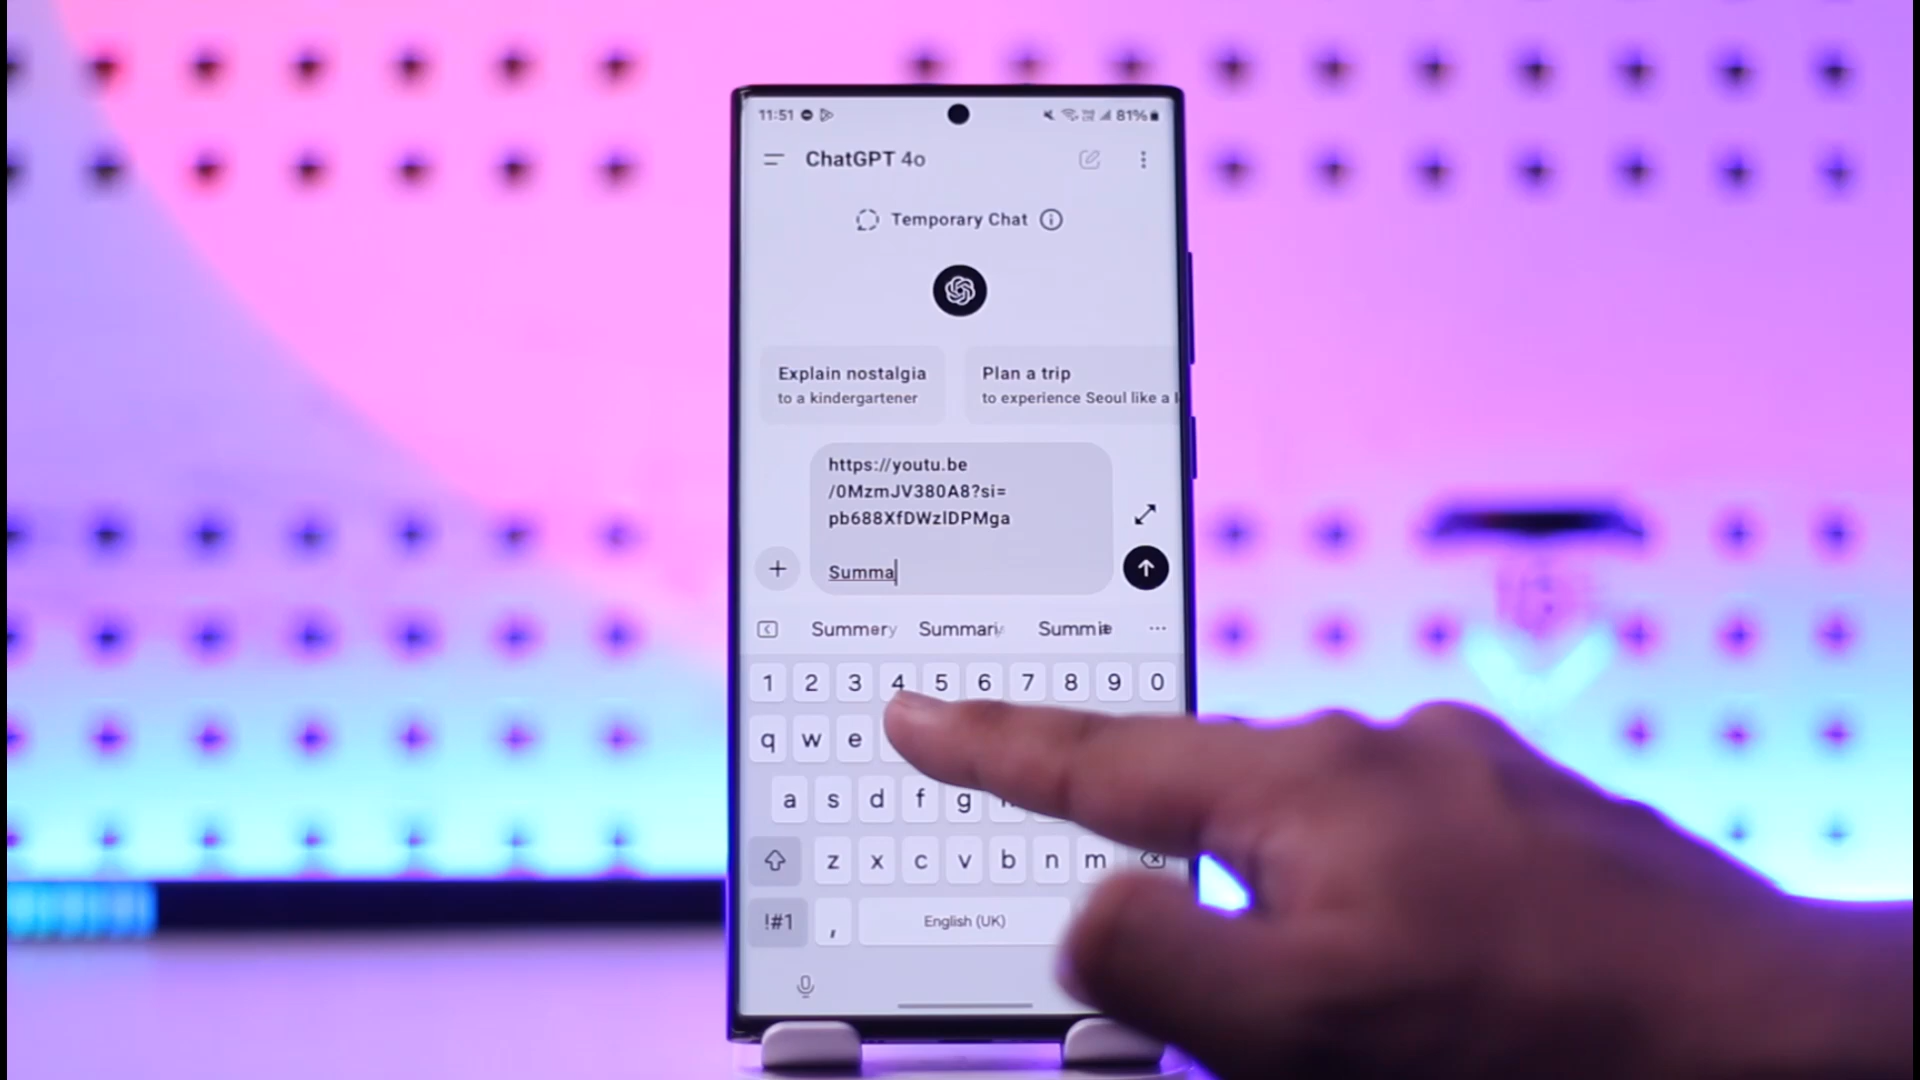 11:51
81%
ChatGPT 4o
Temporary Chat
Explain nostalgia
to a kindergartener
Plan a trip
to experience Seoul like a
https://youtu.be
/0MzmJV380A8?si=
pb688XfDWzlDPMga
Summa
Summery
1 2 3 4 5 6 7 8 9 0
q w e
a s d f g
z x c v b n m
!#1 , English (UK)